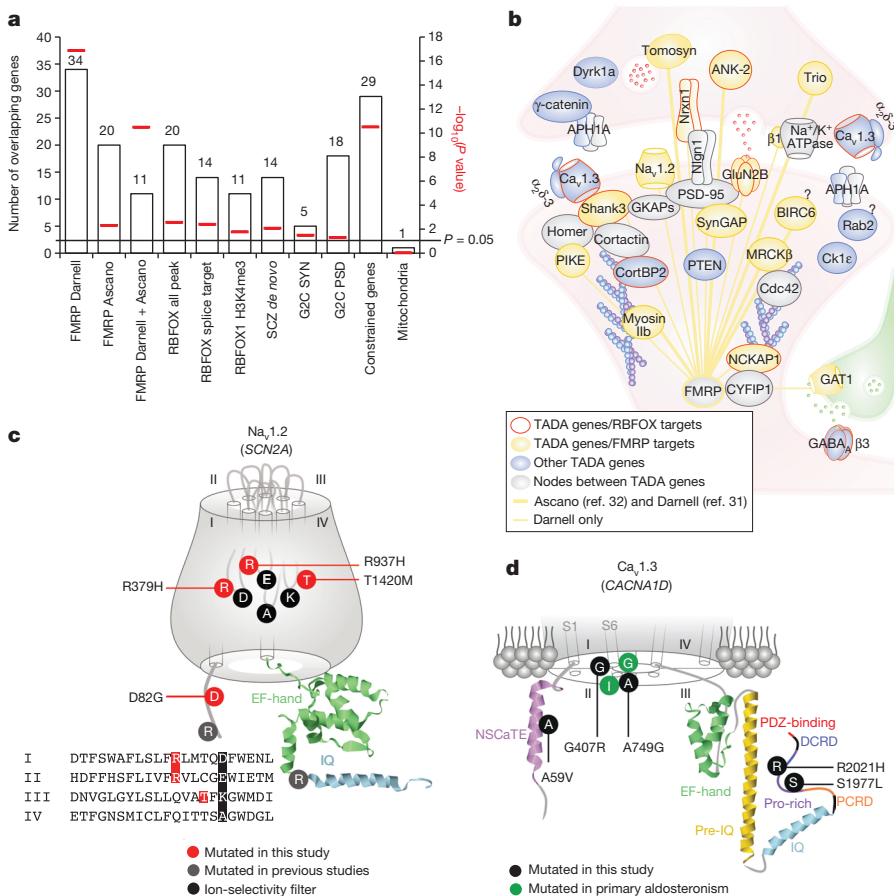 a
Number of overlapping genes
40
35
30
25
20
15
10
5
0
34
20
11
20
14
11
14
5
18
29
1
18
16
14
12
10
8
6
4
2
0
–log10(P value)
P = 0.05
FMRP Darnell
FMRP Ascano
FMRP Darnell + Ascano
RBFOX all peak
RBFOX splice target
RBFOX1 H3K4me3
SCZ de novo
G2C SYN
G2C PSD
Constrained genes
Mitochondria
b
Tomosyn
Dyrk1a
ANK-2
Trio
γ-catenin
APH1A
Nrxn1
Nlgn1
β1
Na+/K+
ATPase
Cav1.3
α2δ-3
Nav1.2
GluN2B
Cav1.3
α2δ-3
PSD-95
APH1A
Shank3
GKAPs
SynGAP
BIRC6
?
Rab2
?
Homer
Cortactin
PIKE
CortBP2
PTEN
MRCKβ
Ck1ε
Cdc42
Myosin
IIb
NCKAP1
FMRP
CYFIP1
GAT1
GABAA β3
TADA genes/RBFOX targets
TADA genes/FMRP targets
Other TADA genes
Nodes between TADA genes
Ascano (ref. 32) and Darnell (ref. 31)
Darnell only
c
Nav1.2
(SCN2A)
II
III
I
IV
R937H
R379H
T1420M
R
R
E
T
D
K
A
D82G
D
R
EF-hand
IQ
R
I DTFSWAFLSLFRLMTQDFWENL
II HDFFHSFLIVFRVLCGEWIETM
III DNVGLGYLSLLQVATFKGWMDI
IV ETFGNSMICLFQITTSAGWDGL
Mutated in this study
Mutated in previous studies
Ion-selectivity filter
d
Cav1.3
(CACNA1D)
S1
S6
I
IV
II
III
G
G
I
A
NSCaTE
A
A59V
G407R
A749G
EF-hand
Pre-IQ
IQ
PDZ-binding
DCRD
R
R2021H
S
S1977L
Pro-rich
PCRD
Mutated in this study
Mutated in primary aldosteronism